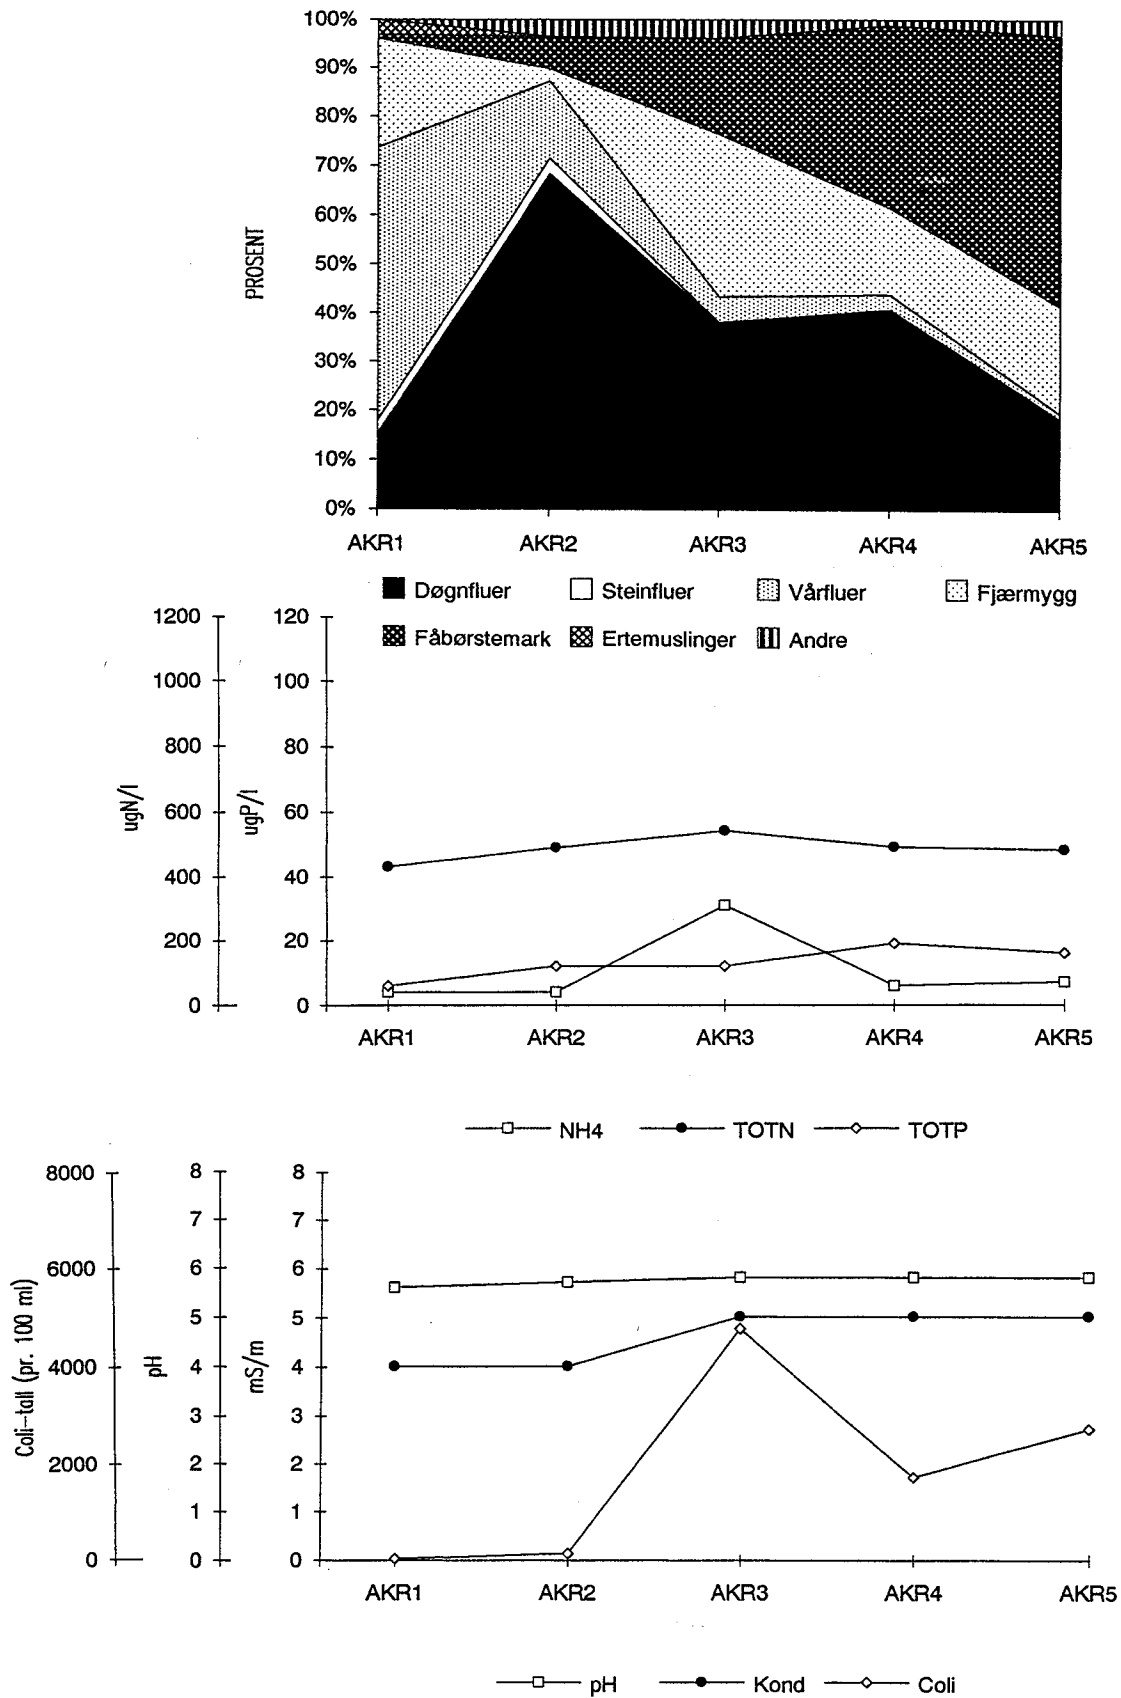 100%
90%
80%
70%
60%
50%
40%
30%
20%
10%
0%
PROSENT
AKR1 AKR2 AKR3 AKR4 AKR5
Døgnfluer Steinfluer Vårfluer Fjærmygg
Fåbørstemark Ertemuslinger Andre
1200 120
1000 100
800 80
600 60
400 40
200 20
0 0
ugN/l ugP/l
AKR1 AKR2 AKR3 AKR4 AKR5
NH4 TOTN TOTP
8000 8 8
7 7
6000 6 6
5 5
4000 4 4
3 3
2000 2 2
1 1
0 0 0
Coli-tall (pr. 100 ml) pH mS/m
AKR1 AKR2 AKR3 AKR4 AKR5
pH Kond Coli